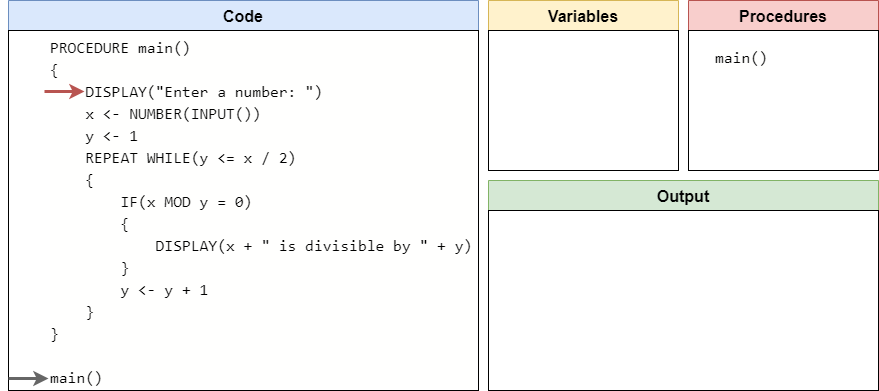 Code
PROCEDURE main()
{
DISPLAY("Enter a number: ")
x <- NUMBER(INPUT())
y <- 1
REPEAT WHILE(y <= x / 2)
{
IF(x MOD y = 0)
{
DISPLAY(x + " is divisible by " + y)
}
y <- y + 1
}
}
main()
Variables
Procedures
main()
Output